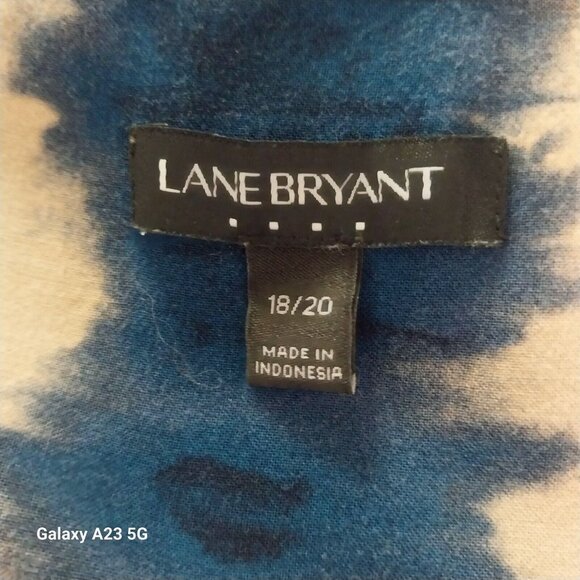 LANE BRYANT
18/20
MADE IN
INDONESIA
Galaxy A23 5G